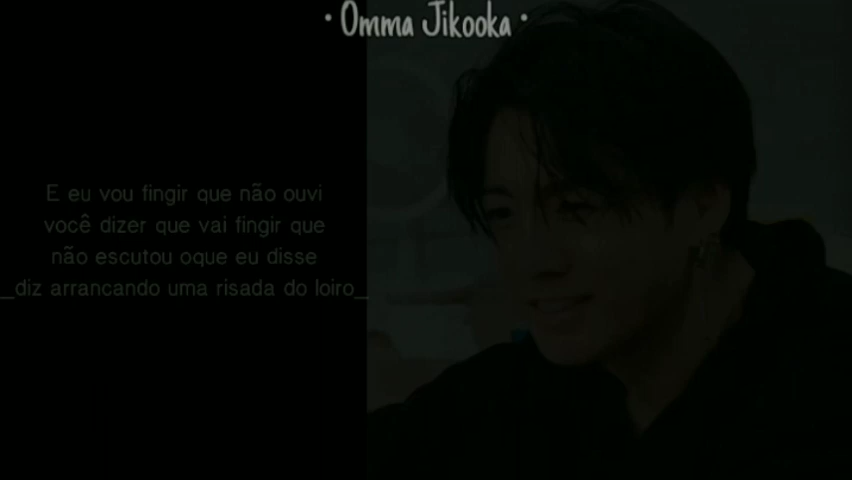 • Omma Jikooka •
E eu vou fingir que não ouvi
você dizer que vai fingir que
não escutou oque eu disse
_diz arrancando uma risada do loiro_